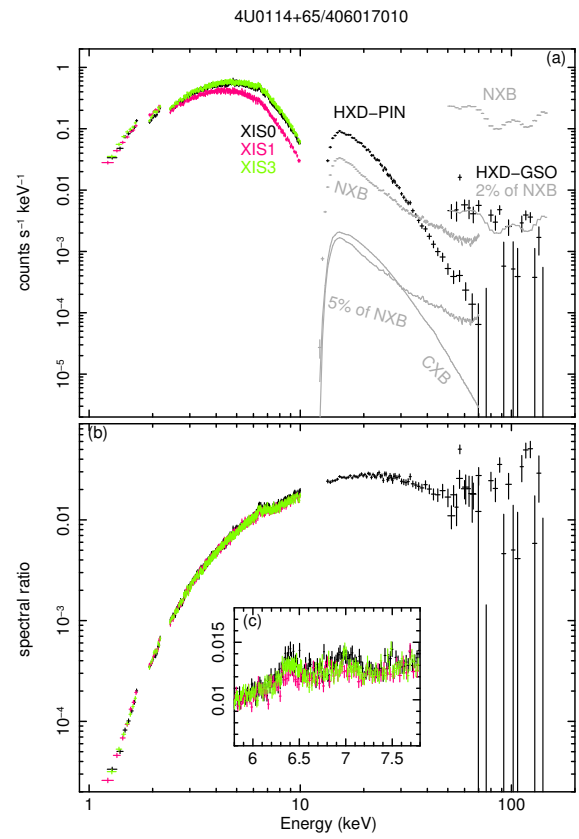 4U0114+65/406017010
(a)
1
0.1
0.01
10⁻³
10⁻⁴
10⁻⁵
counts s⁻¹ keV⁻¹
XIS0
XIS1
XIS3
HXD−PIN
NXB
NXB
HXD−GSO
2% of NXB
5% of NXB
CXB
(b)
0.01
10⁻³
10⁻⁴
spectral ratio
(c)
0.015
0.01
6
6.5
7
7.5
1
10
100
Energy (keV)